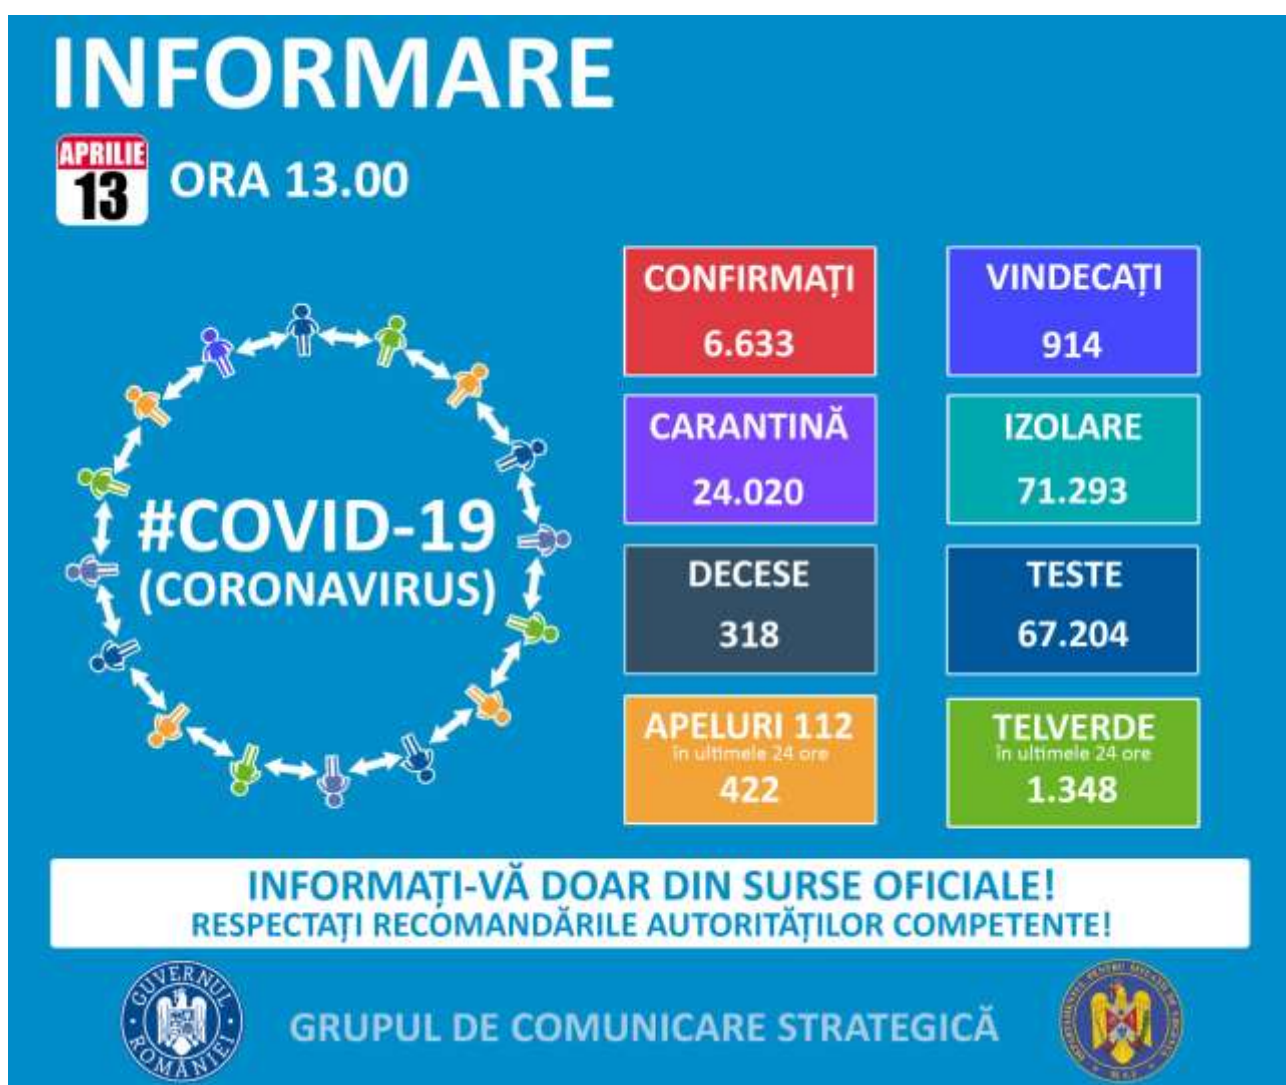 INFORMARE
APRILIE
13
ORA 13.00
CONFIRMAȚI
6.633
VINDECAȚI
914
CARANTINĂ
24.020
IZOLARE
71.293
#COVID-19
(CORONAVIRUS)
DECESE
318
TESTE
67.204
APELURI 112
în ultimele 24 ore
422
TELVERDE
în ultimele 24 ore
1.348
INFORMAȚI-VĂ DOAR DIN SURSE OFICIALE!
RESPECTAȚI RECOMANDĂRILE AUTORITĂȚILOR COMPETENTE!
GUVERNUL
ROMÂNIEI
GRUPUL DE COMUNICARE STRATEGICĂ